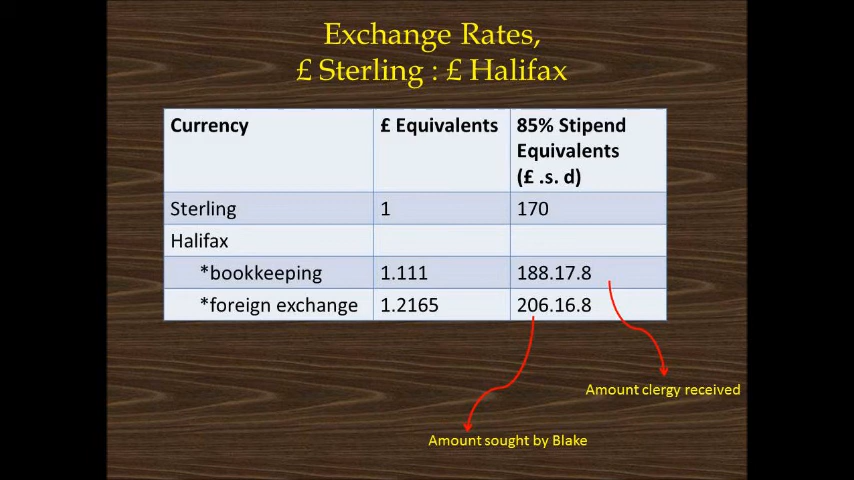 Exchange Rates,
£ Sterling : £ Halifax
Currency
£ Equivalents
85% Stipend
Equivalents
(£ .s. d)
Sterling
1
170
Halifax
*bookkeeping
1.111
188.17.8
*foreign exchange
1.2165
206.16.8
Amount clergy received
Amount sought by Blake